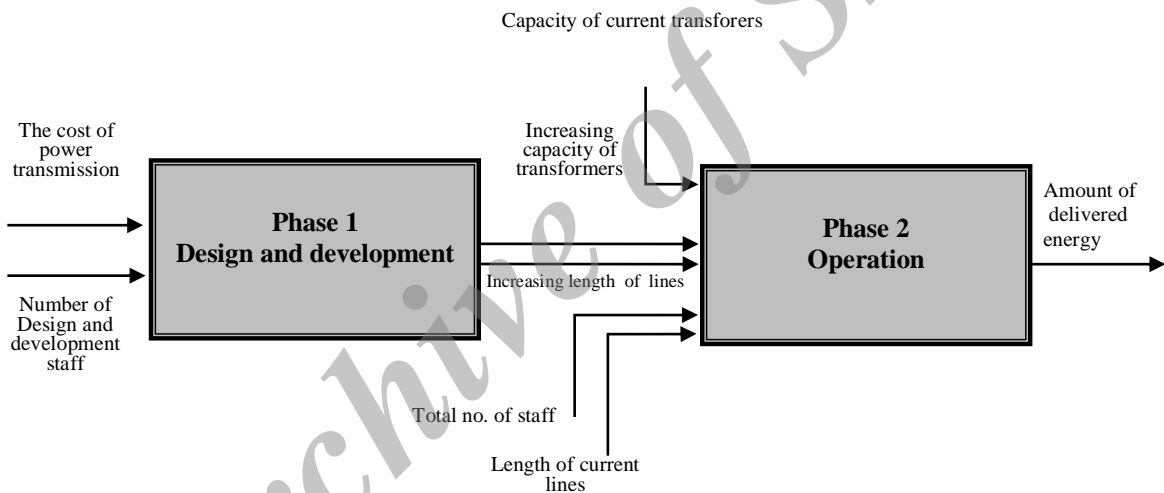 Capacity of current transforers
The cost of
power
transmission
Increasing
capacity of
transformers
Phase 1
Design and development
Phase 2
Operation
Amount of
delivered
energy
Increasing length of lines
Number of
Design and
development
staff
Total no. of staff
Length of current
lines
rchive of S